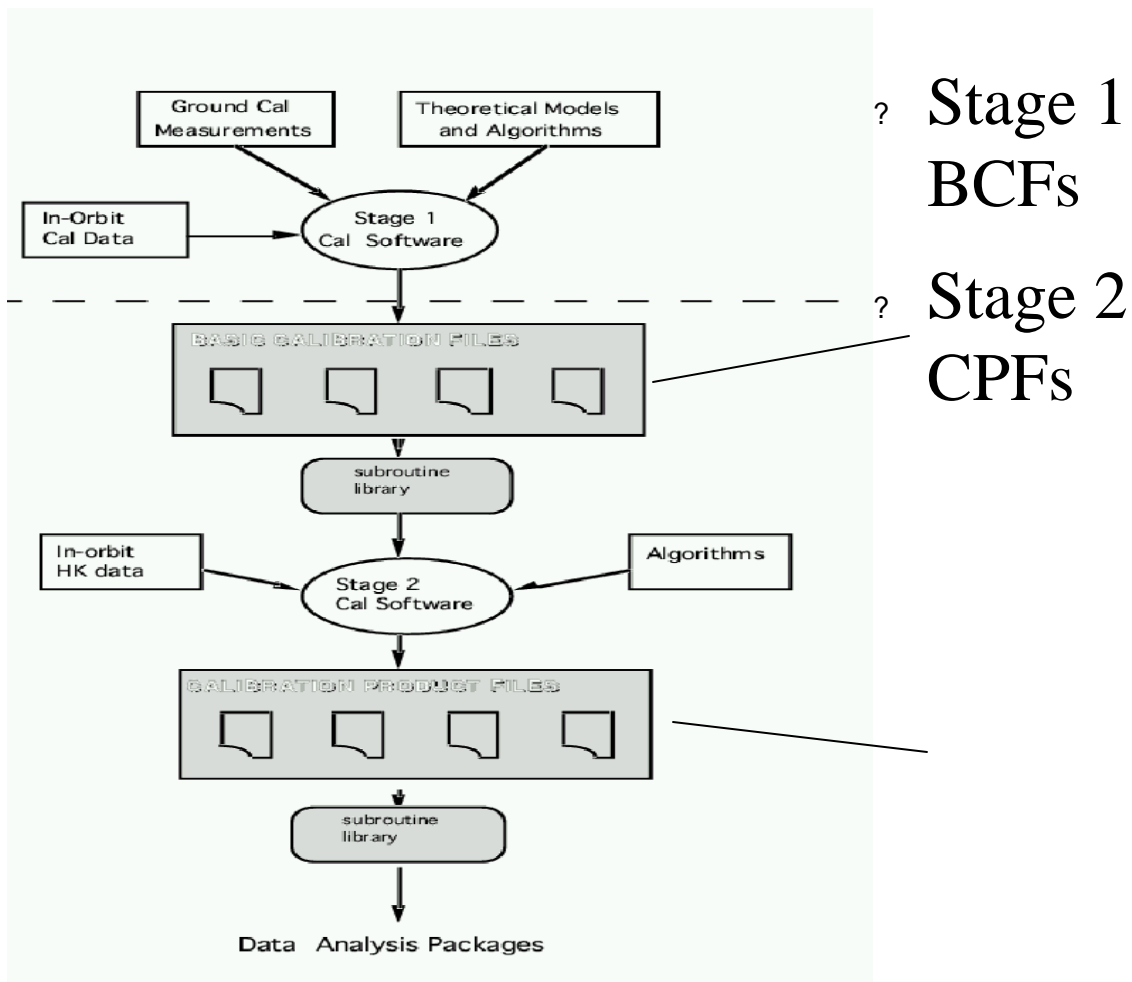 Ground Cal
Measurements
Theoretical Models
and Algorithms
In-Orbit
Cal Data
Stage 1
Cal Software
BASIC CALIBRATION FILES
subroutine
library
In-orbit
HK data
Algorithms
Stage 2
Cal Software
CALIBRATION PRODUCT FILES
subroutine
library
Data Analysis Packages
? Stage 1
BCFs
? Stage 2
CPFs